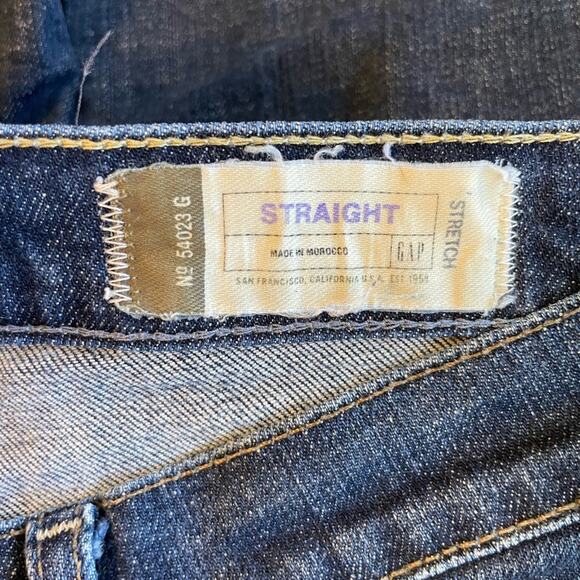 Nº 54023 G
STRAIGHT
MADE IN MOROCCO
GAP
SAN FRANCISCO, CALIFORNIA U.S.A. EST. 1969
STRETCH